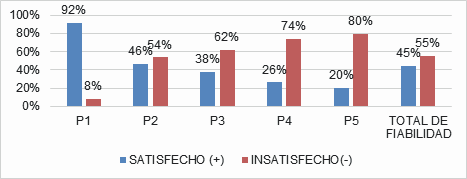 100%
80%
60%
40%
20%
0%
92%
8%
46%
54%
38%
62%
26%
74%
20%
80%
45%
55%
P1
P2
P3
P4
P5
TOTAL DE
FIABILIDAD
SATISFECHO (+)
INSATISFECHO(-)